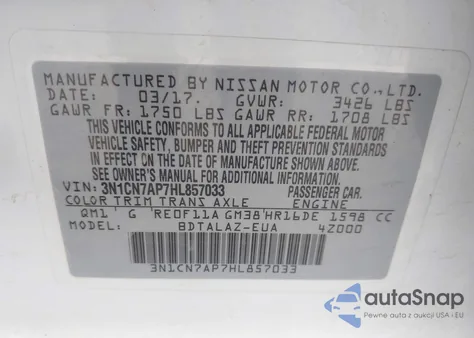 MANUFACTURED BY NISSAN MOTOR CO., LTD.
DATE: 03/17. GVWR: 3426 LBS
GAWR FR: 1750 LBS GAWR RR: 1708 LBS
THIS VEHICLE CONFORMS TO ALL APPLICABLE FEDERAL MOTOR
VEHICLE SAFETY, BUMPER, AND THEFT PREVENTION STANDARDS
IN EFFECT ON THE DATE OF MANUFACTURE SHOWN ABOVE.
SEE OWNER'S MANUAL FOR ADDITIONAL INFORMATION.
VIN: 3N1CN7AP7HL857033 PASSENGER CAR.
COLOR TRIM TRANS AXLE
QM1 G RE0F11A GM38 HR16DE 1598 CC
MODEL: BDTALAZ-EUA 42000
3N1CN7AP7HL857033
autoSnap
Pewne auta z aukcji USA i EU